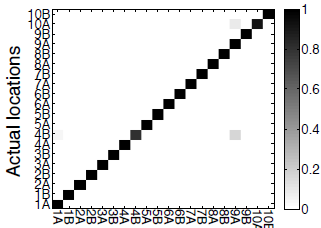 Actual locations
10B
10A
9B
9A
8B
8A
7B
7A
6B
6A
5B
5A
4B
4A
3B
3A
2B
2A
1B
1A
1A
1B
2A
2B
3A
3B
4A
4B
5A
5B
6A
6B
7A
7B
8A
8B
9A
9B
10A
10B
1
0.8
0.6
0.4
0.2
0